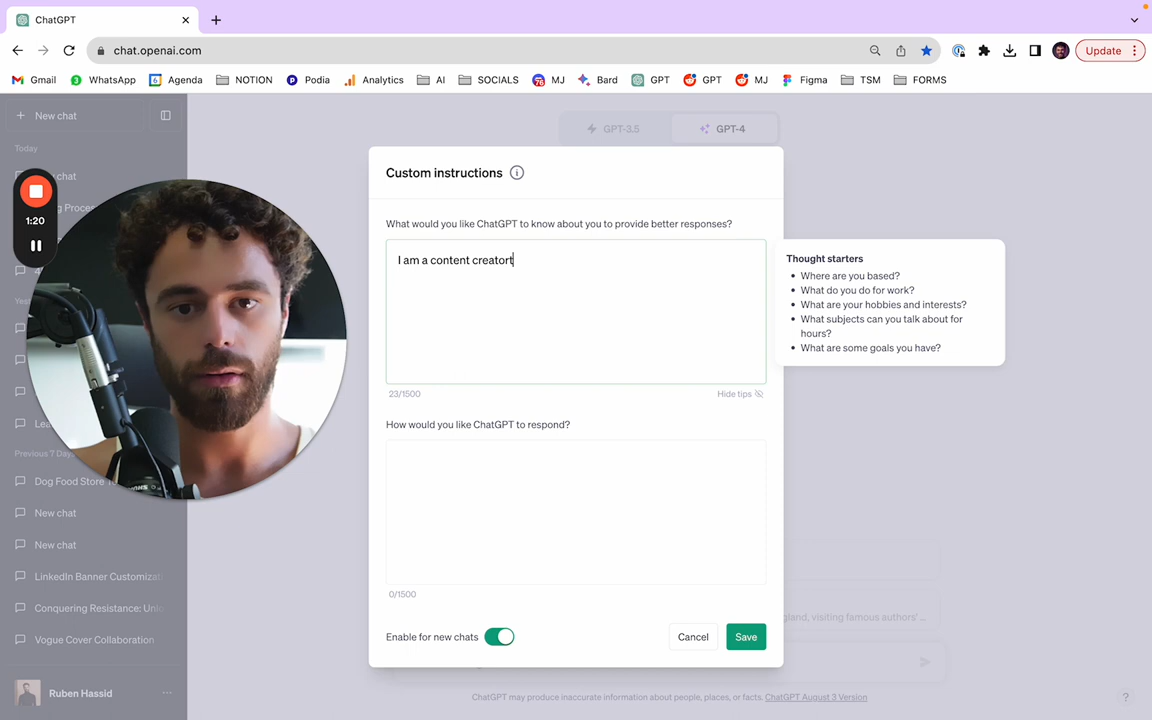 ChatGPT
chat.openai.com
Update
Gmail
WhatsApp
Agenda
NOTION
Podia
Analytics
AI
SOCIALS
MJ
Bard
GPT
GPT
MJ
Figma
TSM
FORMS
New chat
Today
chat
1:20
Previous 7 Days
Dog Food Store
New chat
New chat
LinkedIn Banner Customizati
Conquering Resistance: Unlo
Vogue Cover Collaboration
Ruben Hassid
GPT-3.5
GPT-4
Custom instructions
What would you like ChatGPT to know about you to provide better responses?
I am a content creatort
23/1500
Hide tips
Thought starters
• Where are you based?
• What do you do for work?
• What are your hobbies and interests?
• What subjects can you talk about for
hours?
• What are some goals you have?
How would you like ChatGPT to respond?
0/1500
Enable for new chats
Cancel
Save
gland, visiting famous authors' ...
ChatGPT may produce inaccurate information about people, places, or facts. ChatGPT August 3 Version
?